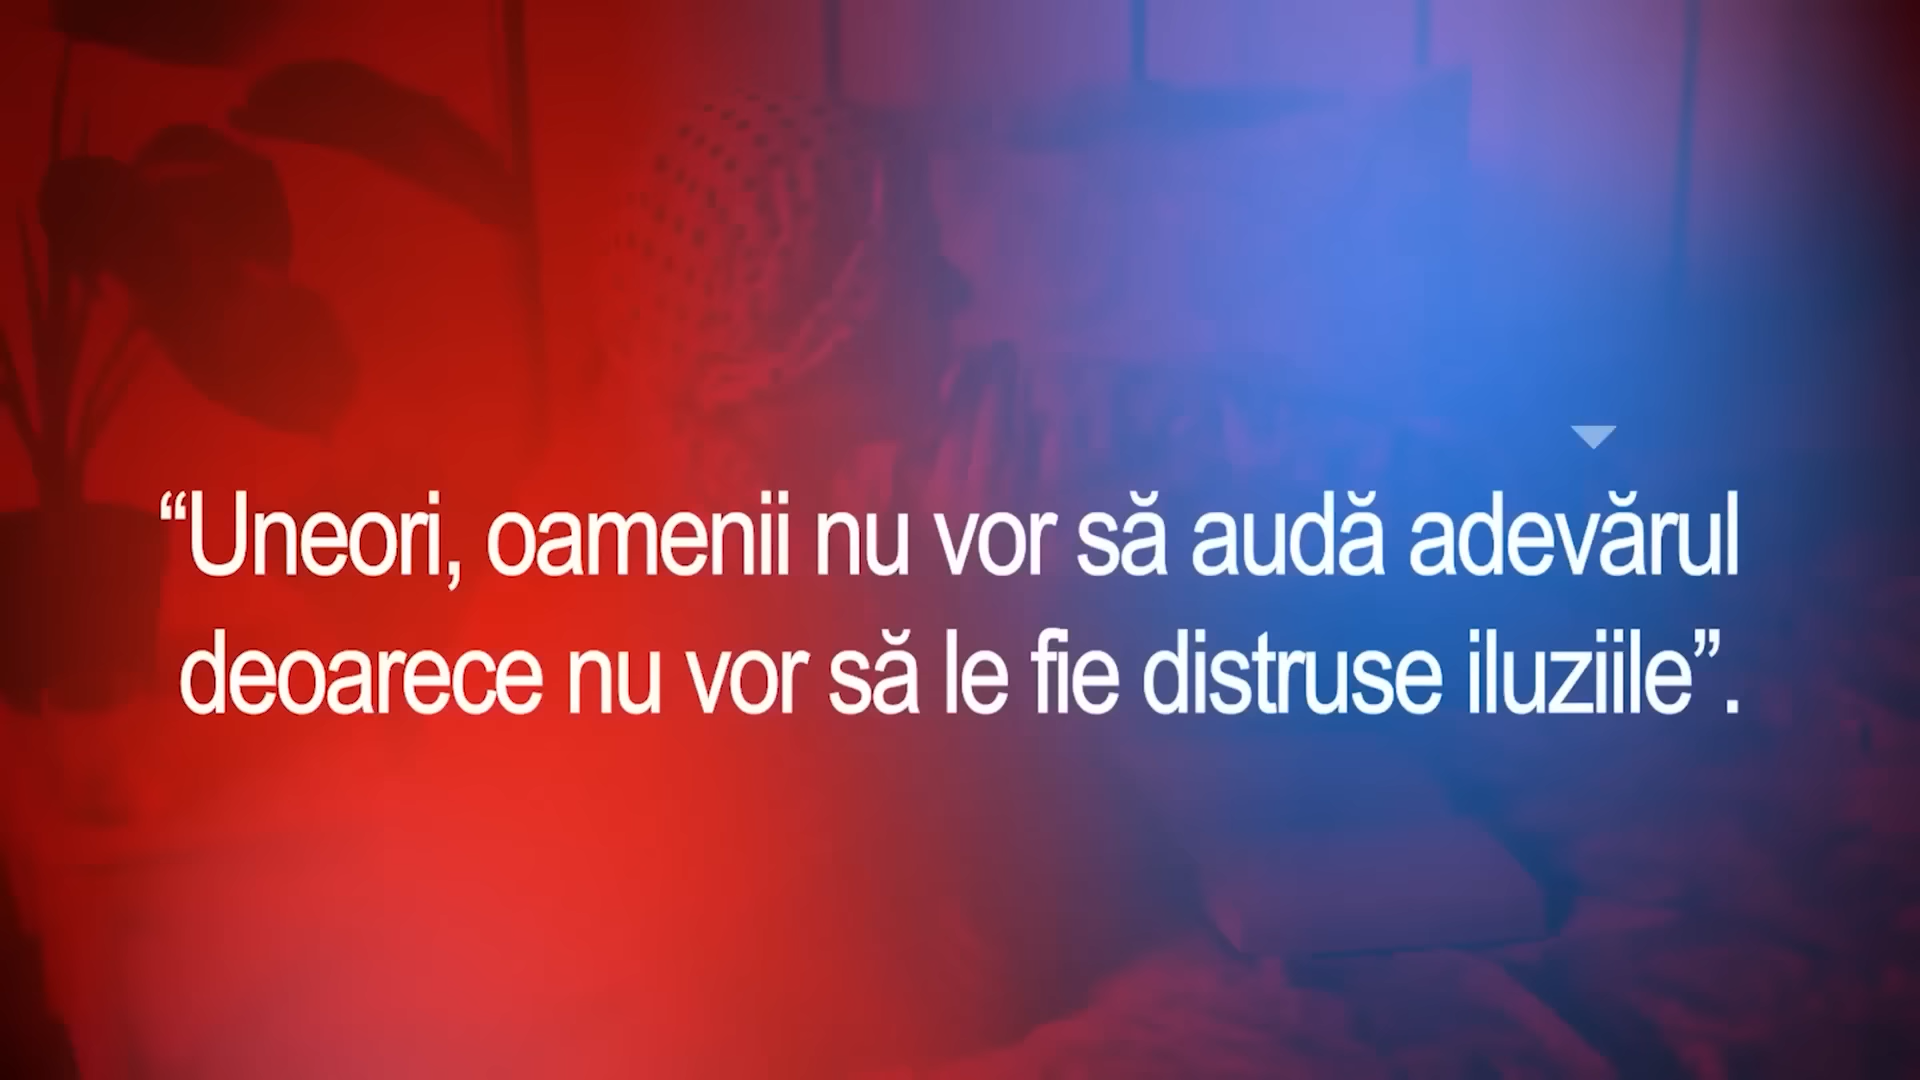 “Uneori, oamenii nu vor să audă adevărul
deoarece nu vor să le fie distruse iluziile”.